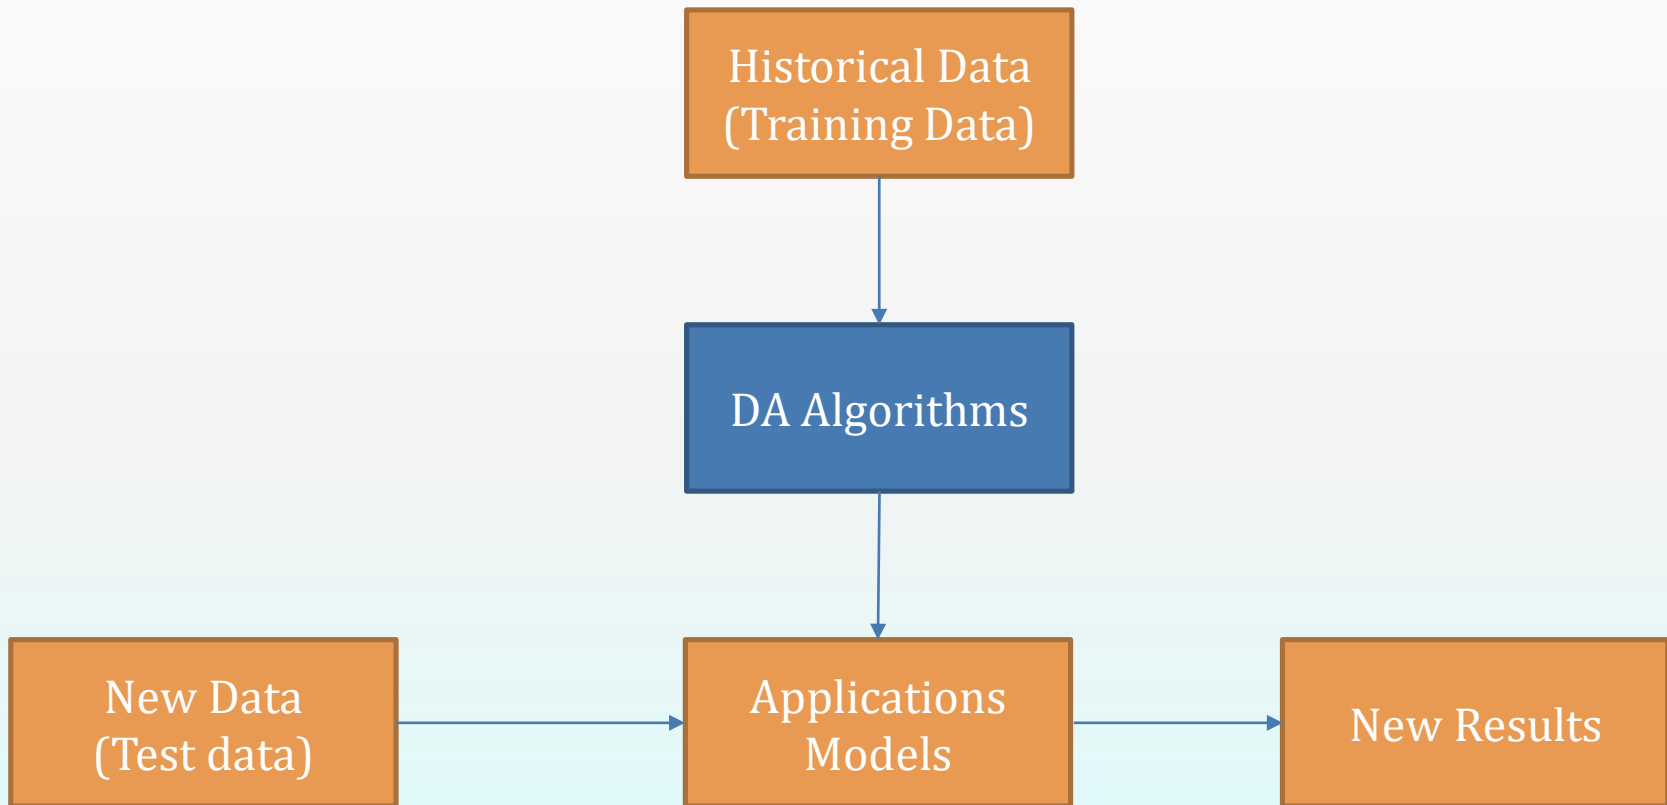 Historical Data
(Training Data)
DA Algorithms
New Data
(Test data)
Applications
Models
New Results